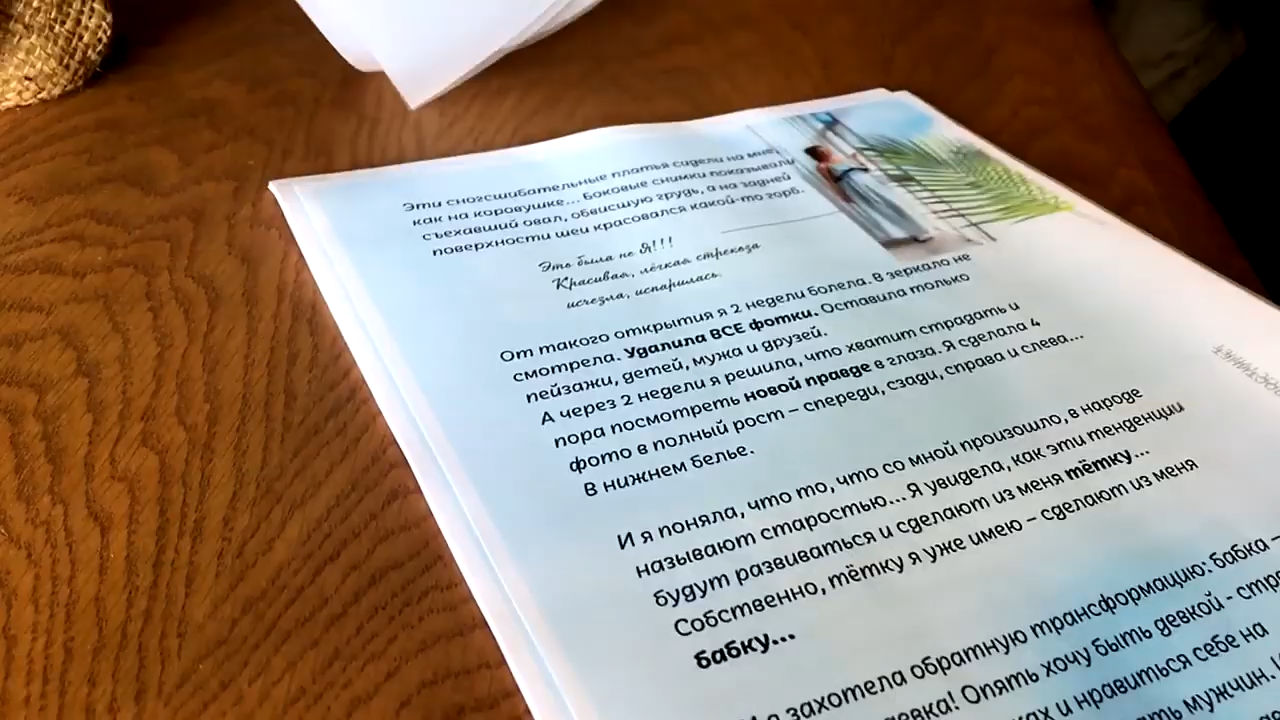 Эти сногсшибательные платья сидели на мне,
как на коровушке... Боковые снимки показывали
съехавший овал, обвисшую грудь, а на задней
поверхности шеи красовался какой-то горб.
Это была не Я!!!
Красивая, лёгкая стрекоза
исчезла, испарилась.
От такого открытия я 2 недели болела. В зеркало не
смотрела. Удалила ВСЕ фотки. Оставила только
пейзажи, детей, мужа и друзей.
А через 2 недели я решила, что хватит страдать и
пора посмотреть новой правде в глаза. Я сделала 4
фото в полный рост – спереди, сзади, справа и слева...
В нижнем белье.
И я поняла, что то, что со мной произошло, в народе
называют старостью... Я увидела, как эти тенденции
будут развиваться и сделают из меня тётку...
Собственно, тётку я уже имею – сделают из меня
бабку...
захотела обратную трансформацию: бабка –
девка! Опять хочу быть девкой -
и нравиться себе на
мужчин.